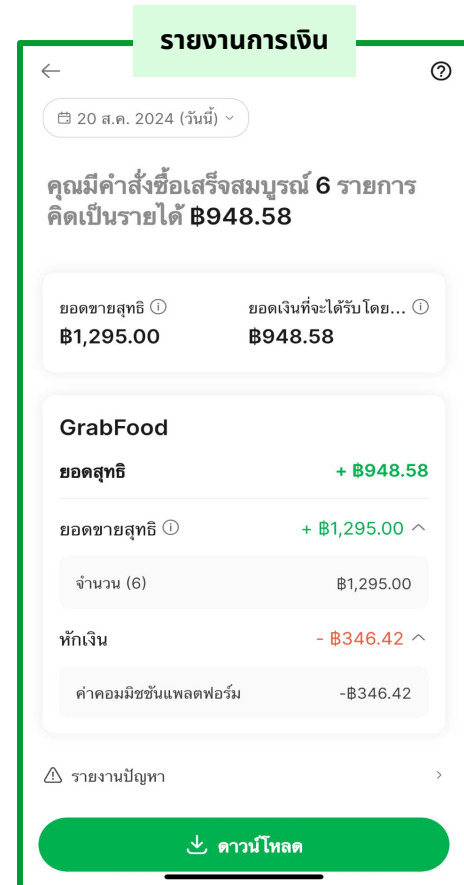 รายงานการเงิน
20 ส.ค. 2024 (วันนี้)
คุณมีคำสั่งซื้อเสร็จสมบูรณ์ 6 รายการ
คิดเป็นรายได้ ฿948.58
ยอดขายสุทธิ
ยอดเงินที่จะได้รับโดย...
฿1,295.00
฿948.58
GrabFood
ยอดสุทธิ + ฿948.58
ยอดขายสุทธิ + ฿1,295.00
จำนวน (6) ฿1,295.00
หักเงิน - ฿346.42
ค่าคอมมิชชันแพลตฟอร์ม -฿346.42
รายงานปัญหา
ดาวน์โหลด